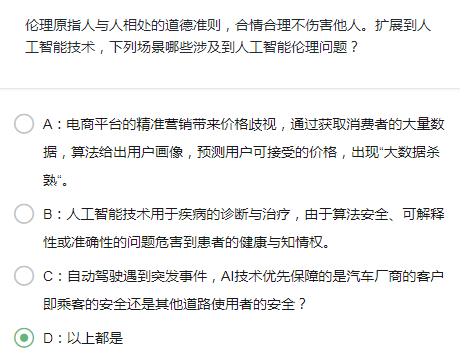 伦理原指人与人相处的道德准则，合情合理不伤害他人。扩展到人
工智能技术，下列场景哪些涉及到人工智能伦理问题？
A：电商平台的精准营销带来价格歧视，通过获取消费者的大量数
据，算法给出用户画像，预测用户可接受的价格，出现“大数据杀
熟“。
B：人工智能技术用于疾病的诊断与治疗，由于算法安全、可解释
性或准确性的问题危害到患者的健康与知情权。
C：自动驾驶遇到突发事件，AI技术优先保障的是汽车厂商的客户
即乘客的安全还是其他道路使用者的安全？
D：以上都是